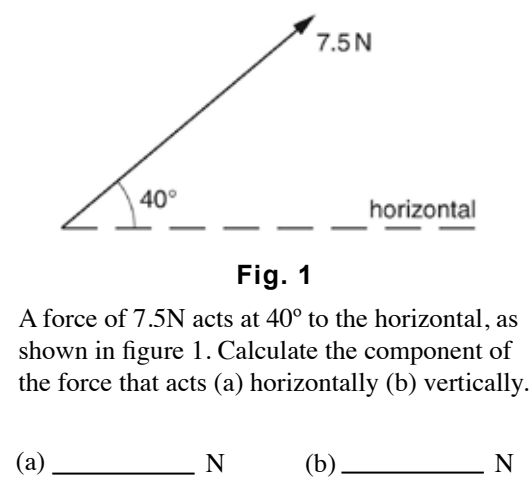 7.5 N
40°
horizontal
Fig. 1
A force of 7.5N acts at 40º to the horizontal, as
shown in figure 1. Calculate the component of
the force that acts (a) horizontally (b) vertically.
(a) ____________ N (b) ____________ N